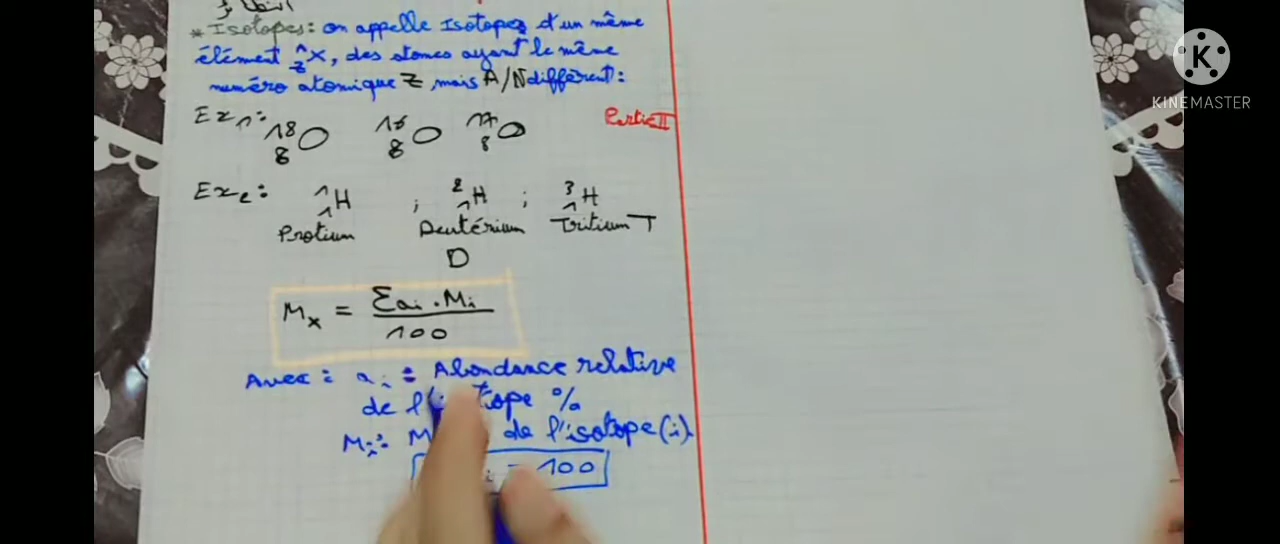 * Isotopes: on appelle Isotopes d'un même
élément ᴬ_Z X, des atomes ayant le même
numéro atomique Z, mais A/N différent:
Ex₁: ¹⁸₈O ¹⁶₈O ¹⁷₈O
Partie II
Ex₂: ¹₁H ; ²₁H ; ³₁H
Protium Deutérium Tritium T
D
Mₓ = Σaᵢ . Mᵢ / 100
Avec: aᵢ = Abondance relative
de l'isotope %
Mᵢ: de l'isotope (i).
= 100
K
KINEMASTER